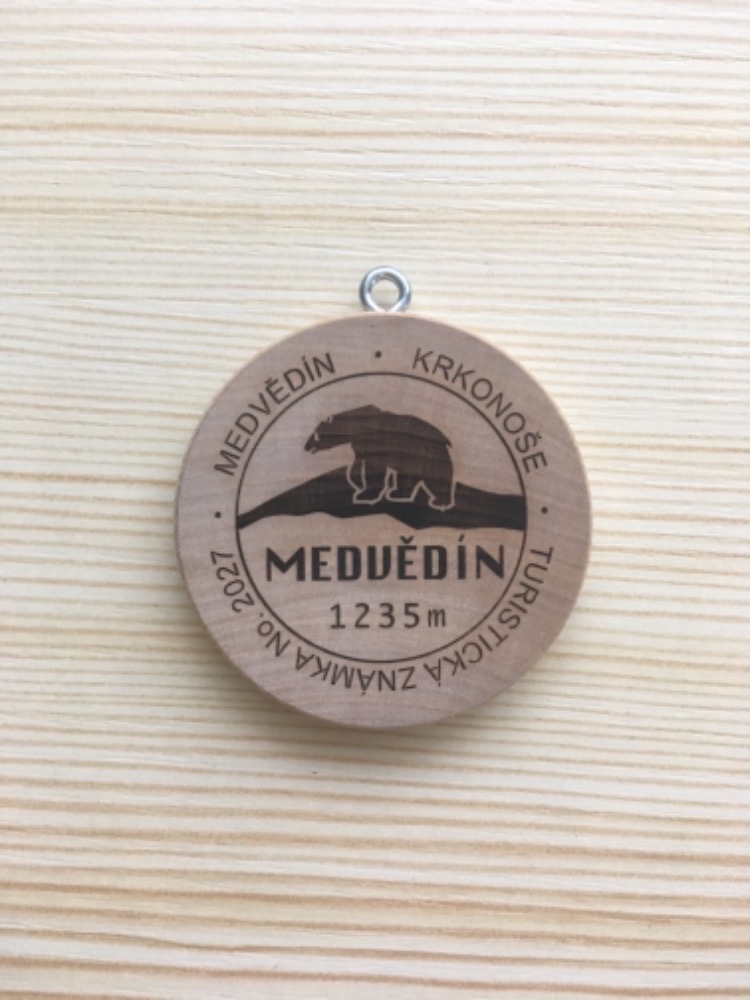 MEDVĚDÍN • KRKONOŠE • TURISTICKÁ ZNÁMKA No. 2027 •
MEDVĚDÍN
1235m